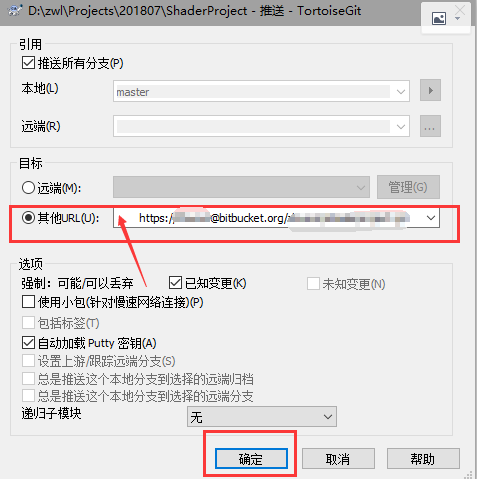 D:\zwl\Projects\201807\ShaderProject - 推送 - TortoiseGit
引用
推送所有分支(P)
本地(L)
master
远端(R)
...
目标
远端(M):
管理(G)
其他URL(U):
https://
@bitbucket.org/
选项
强制：可能/可以丢弃
已知变更(K)
未知变更(N)
使用小包(针对慢速网络连接)(P)
包括标签(T)
自动加载 Putty 密钥(A)
设置上游/跟踪远端分支(S)
总是推送这个本地分支到选择的远端归档
总是推送这个本地分支到选择的远端分支
递归子模块
无
确定
取消
帮助